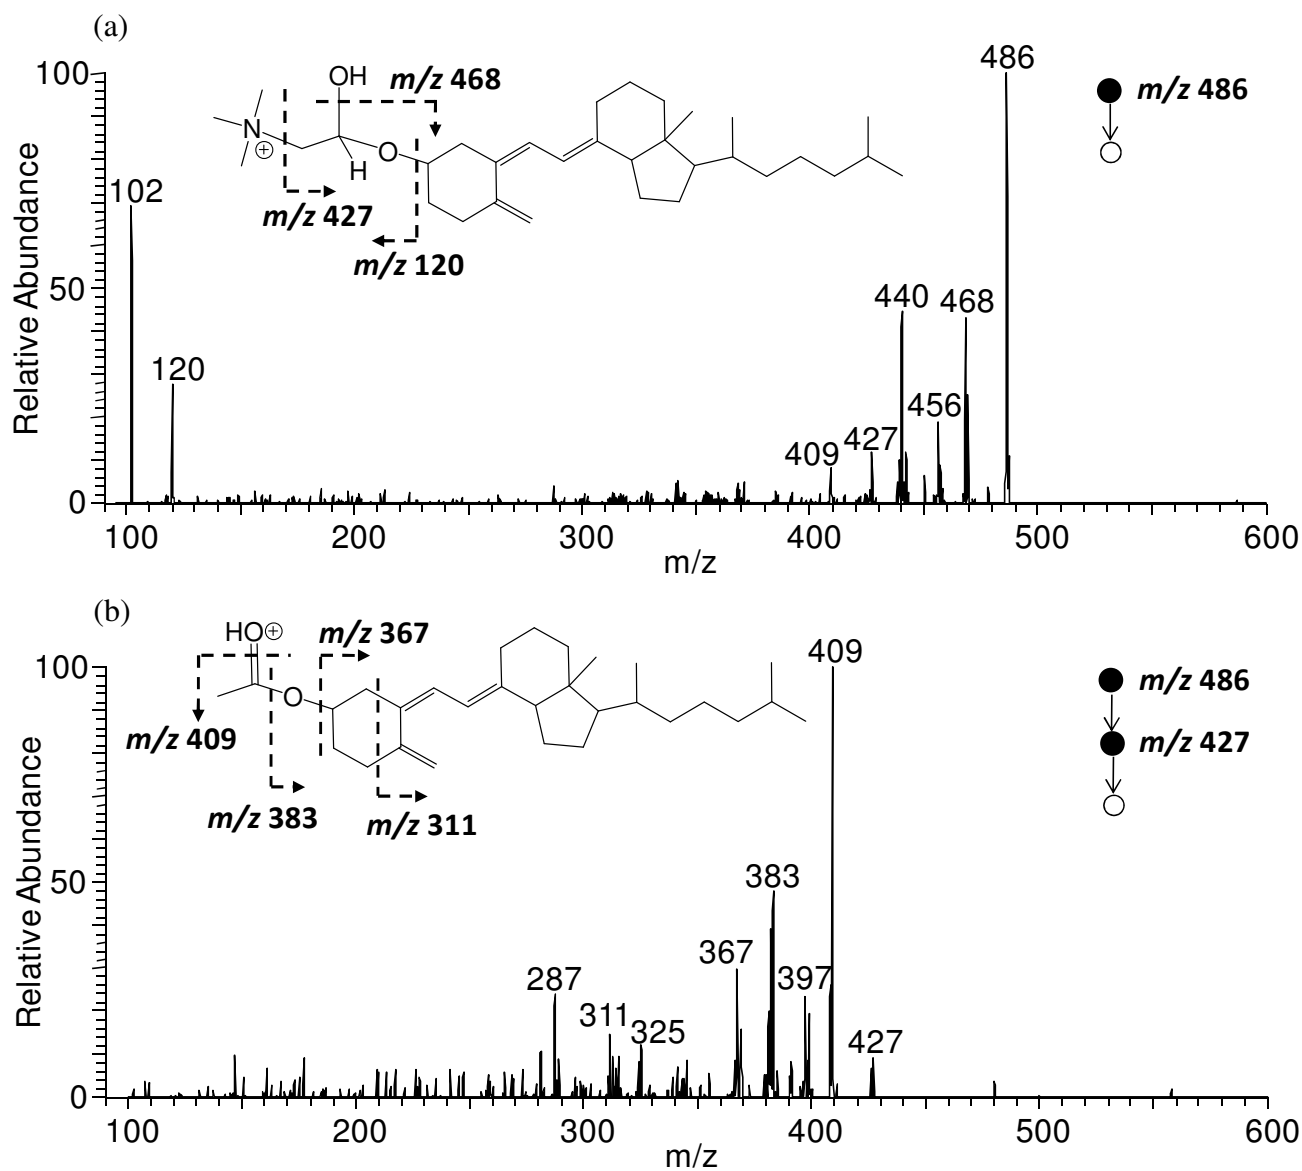 (a)
100
50
0
Relative Abundance
OH
N
⊕
O
H
m/z 468
m/z 427
m/z 120
m/z 486
102
120
409
427
440
456
468
486
100
200
300
400
500
600
m/z
(b)
100
50
0
Relative Abundance
HO⊕
O
m/z 367
m/z 409
m/z 383
m/z 311
m/z 486
m/z 427
287
311
325
367
383
397
409
427
100
200
300
400
500
600
m/z